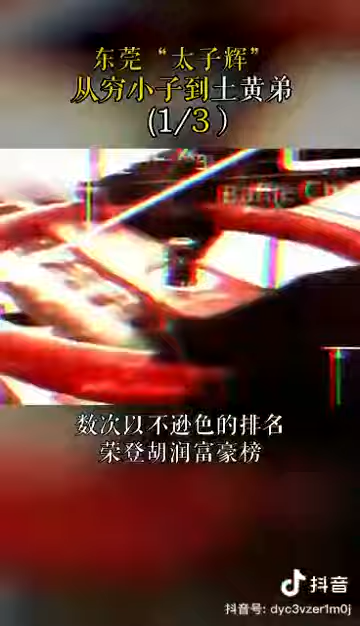 东莞“太子辉”
从穷小子到土黄弟
(1/3)
数次以不逊色的排名
荣登胡润富豪榜
抖音
抖音号: dyc3vzer1m0j